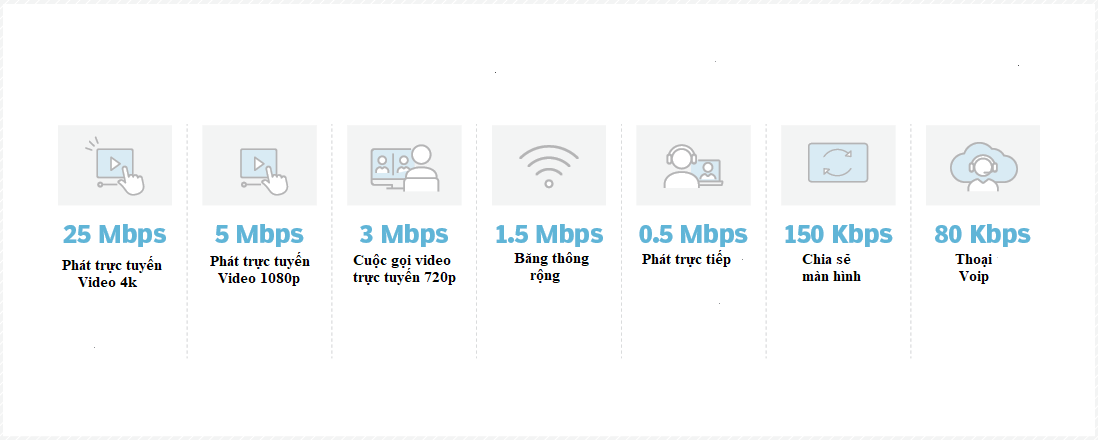 25 Mbps
Phát trực tuyến
Video 4k
5 Mbps
Phát trực tuyến
Video 1080p
3 Mbps
Cuộc gọi video
trực tuyến 720p
1.5 Mbps
Băng thông
rộng
0.5 Mbps
Phát trực tiếp
150 Kbps
Chia sẽ
màn hình
80 Kbps
Thoại
Voip